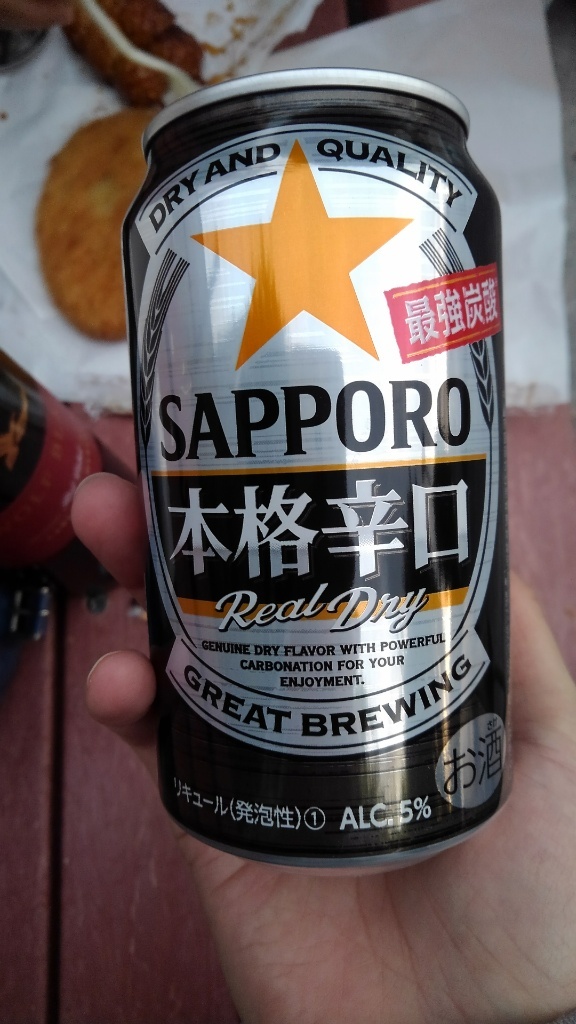 DRY AND QUALITY
最強炭酸
SAPPORO
本格辛口
Real Dry
GENUINE DRY FLAVOR WITH POWERFUL
CARBONATION FOR YOUR
ENJOYMENT.
GREAT BREWING
さけ
お酒
リキュール(発泡性)① ALC. 5%